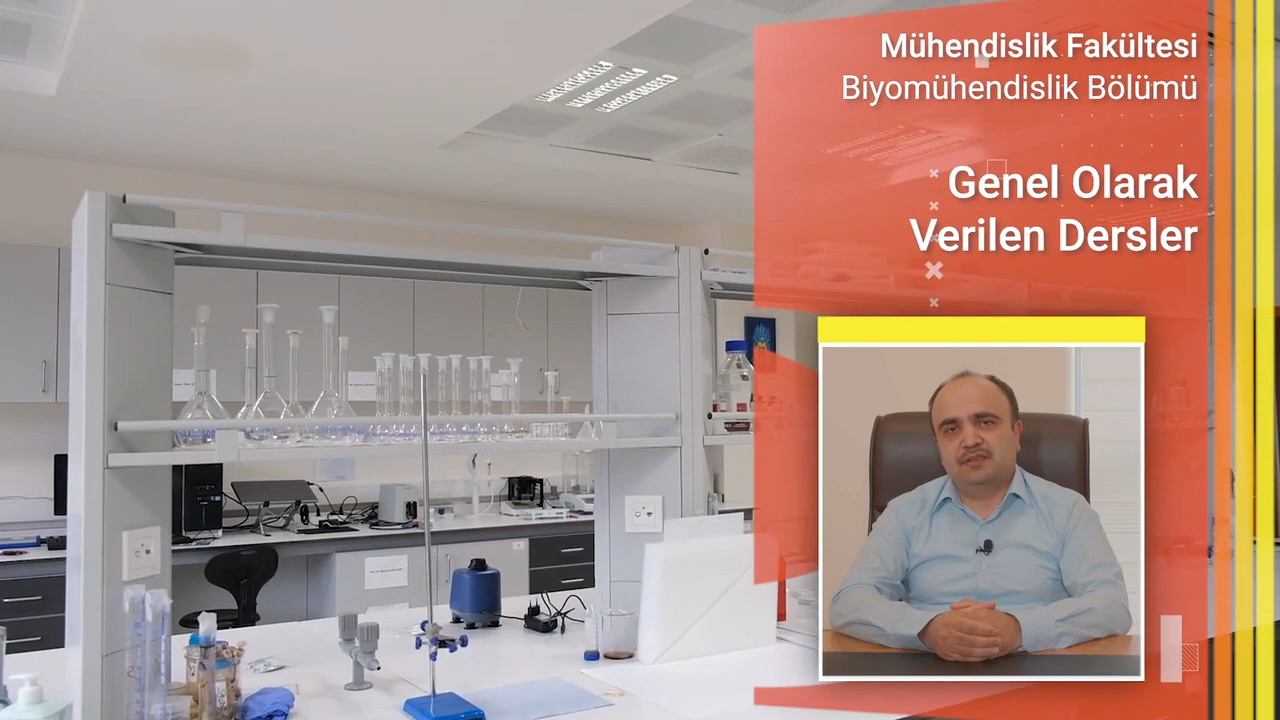 Mühendislik Fakültesi
Biyomühendislik Bölümü
Genel Olarak
Verilen Dersler